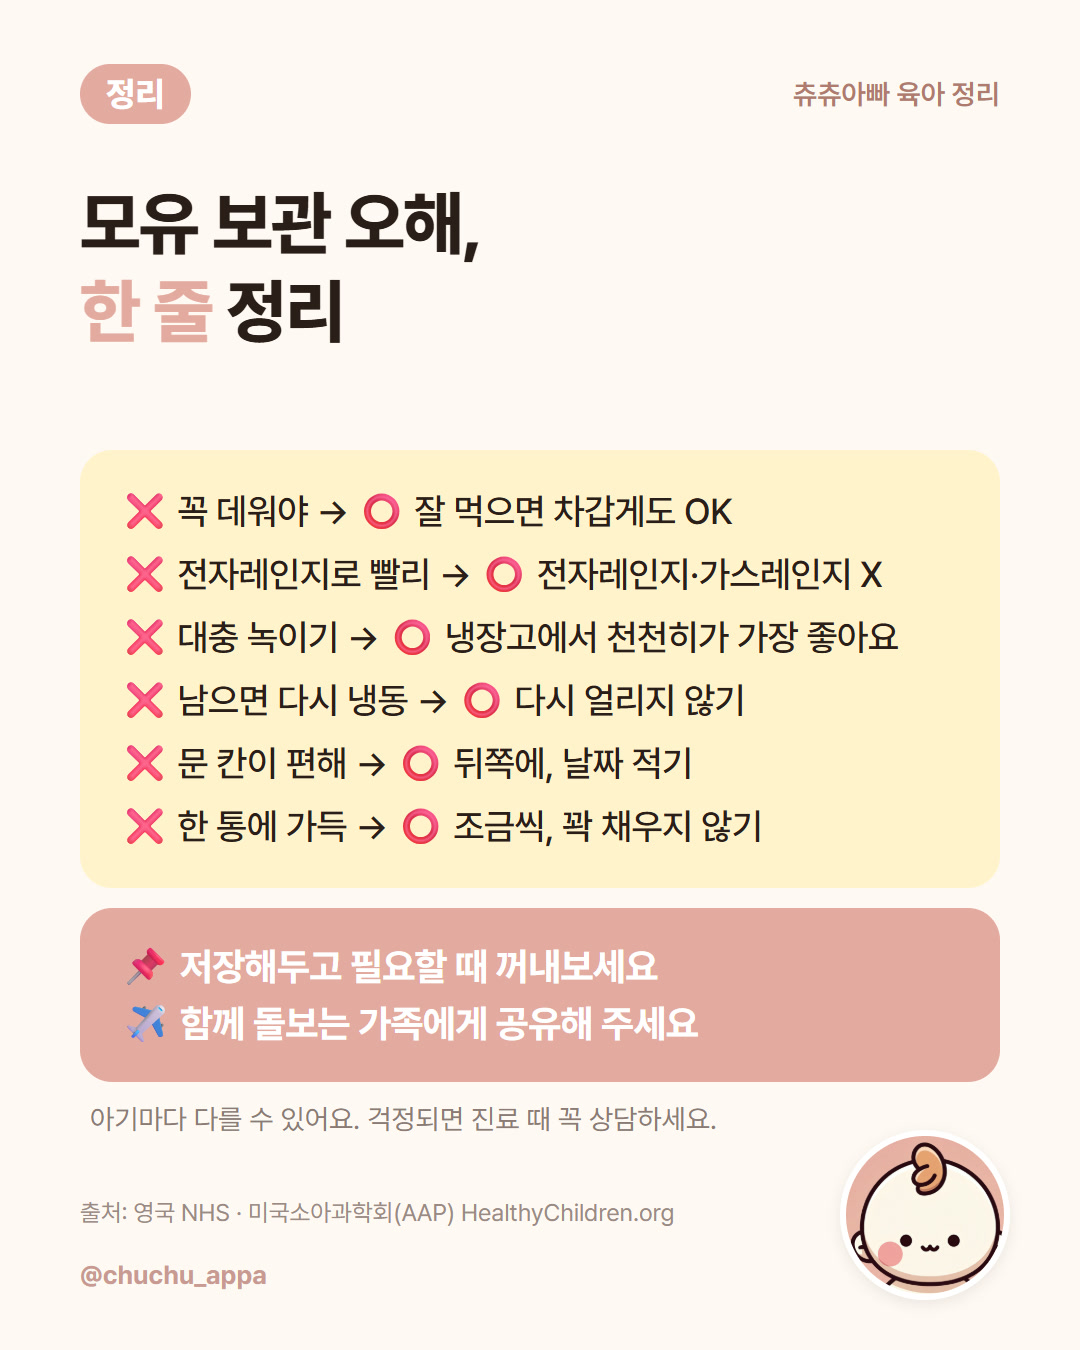 정리
츄츄아빠 육아 정리
모유 보관 오해,
한 줄 정리
❌ 꼭 데워야 → ⭕ 잘 먹으면 차갑게도 OK
❌ 전자레인지로 빨리 → ⭕ 전자레인지·가스레인지 X
❌ 대충 녹이기 → ⭕ 냉장고에서 천천히가 가장 좋아요
❌ 남으면 다시 냉동 → ⭕ 다시 얼리지 않기
❌ 문 칸이 편해 → ⭕ 뒤쪽에, 날짜 적기
❌ 한 통에 가득 → ⭕ 조금씩, 꽉 채우지 않기
📌 저장해두고 필요할 때 꺼내보세요
✈️ 함께 돌보는 가족에게 공유해 주세요
아기마다 다를 수 있어요. 걱정되면 진료 때 꼭 상담하세요.
출처: 영국 NHS · 미국소아과학회(AAP) HealthyChildren.org
@chuchu_appa